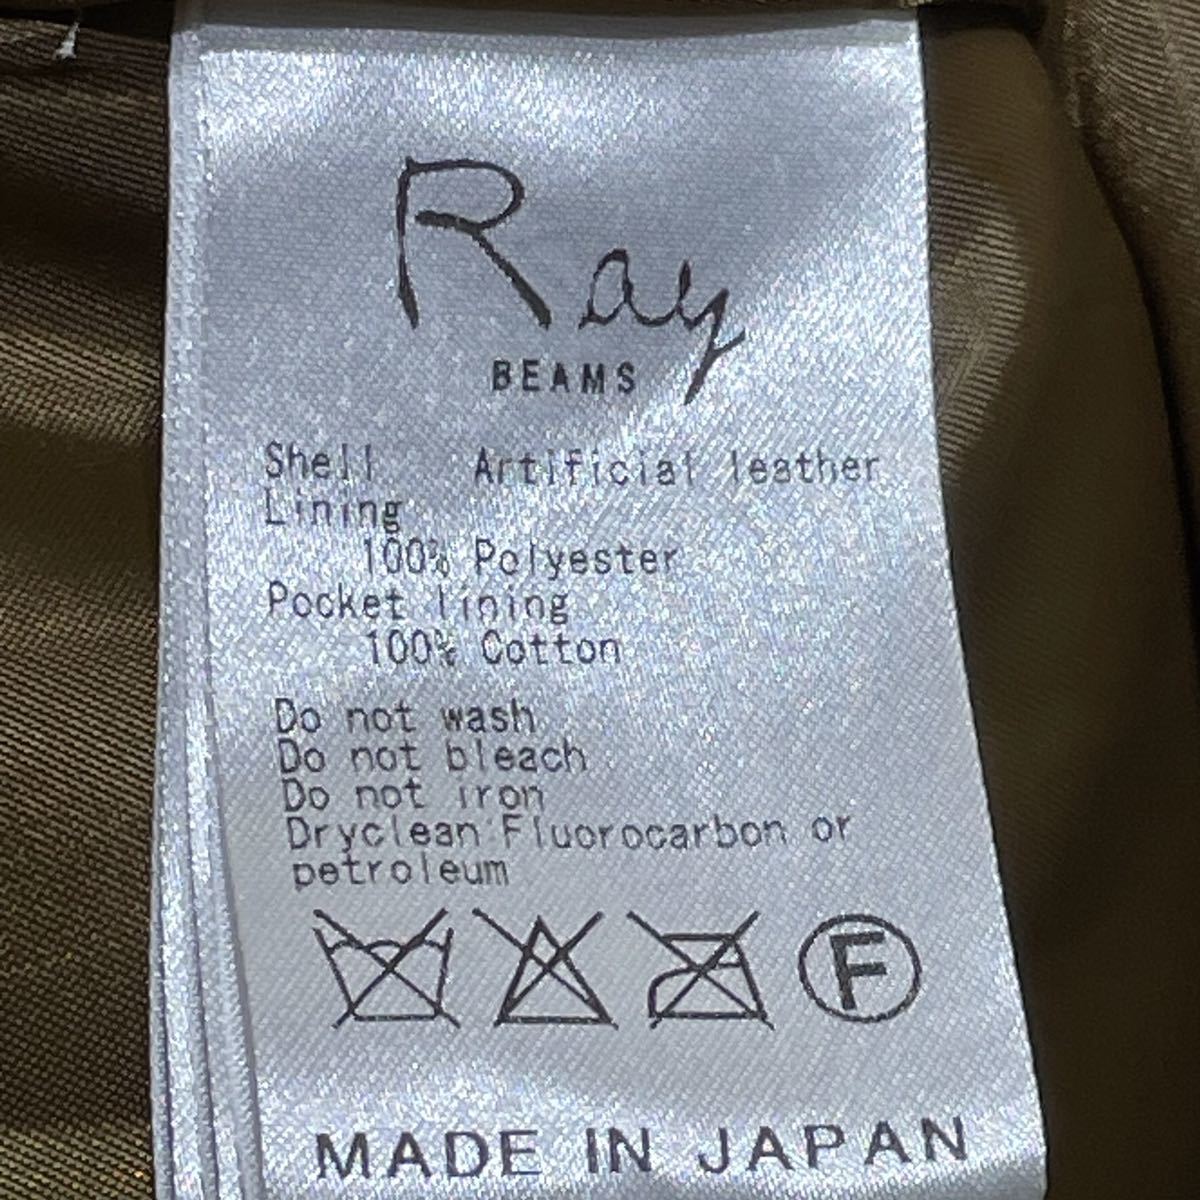 Ray
BEAMS
Shell Artificial leather
Lining
100% Polyester
Pocket lining
100% Cotton
Do not wash
Do not bleach
Do not iron
Dryclean:Fluorocarbon or
petroleum
F
MADE IN JAPAN